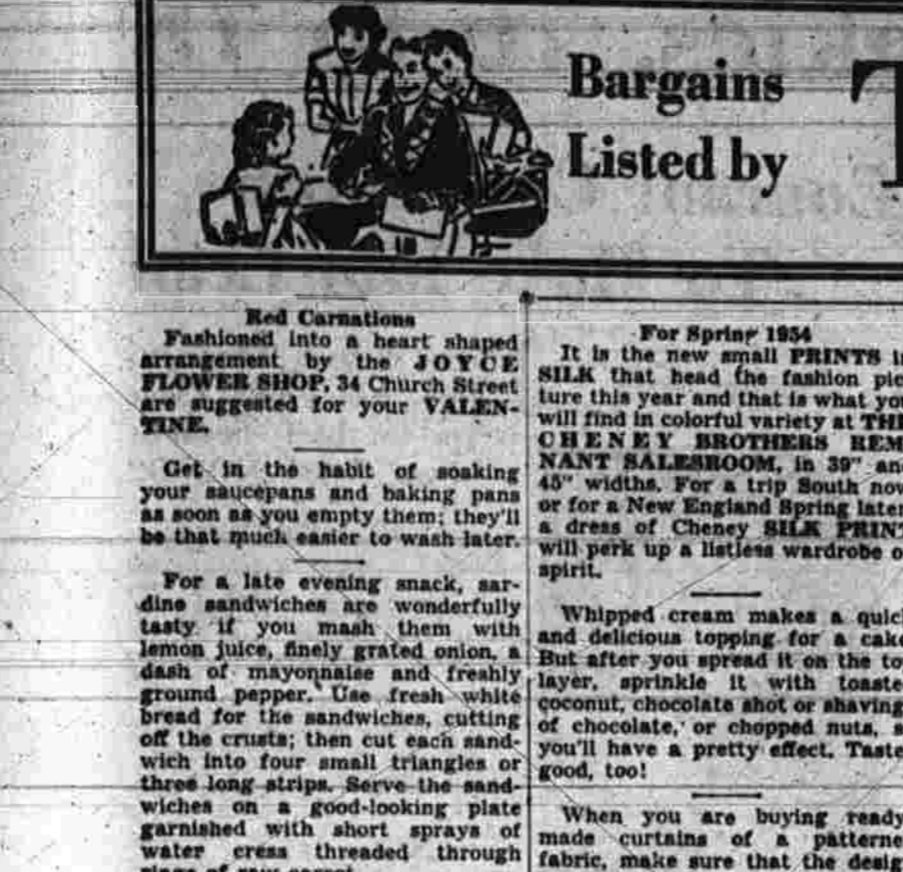 Bargains
Listed by
Red Carnations
Fashioned into a heart shaped
arrangement by the JOYCE
FLOWER SHOP, 34 Church Street
are suggested for your VALEN-
TINE.
Get in the habit of soaking
your saucepans and baking pans
as soon as you empty them; they'll
be that much easier to wash later.
For a late evening snack, sar-
dine sandwiches are wonderfully
tasty if you mash them with
lemon juice, finely grated onion, a
dash of mayonnaise and freshly
ground pepper. Use fresh white
bread for the sandwiches, cutting
off the crusts; then cut each sand-
wich into four small triangles or
three long strips. Serve the sand-
wiches on a good-looking plate
garnished with short sprays of
water cress threaded through
For Spring 1954
It is the new small PRINTS in
SILK that head the fashion pic
ture this year and that is what you
will find in colorful variety at THE
CHENEY BROTHERS REM
NANT SALESROOM, in 39" and
45" widths. For a trip South now
or for a New England Spring later
a dress of Cheney SILK PRINT
will perk up a listless wardrobe o
spirit.
Whipped cream makes a quick
and delicious topping for a cake
But after you spread it on the to
layer, sprinkle it with toaste
coconut, chocolate shot or shaving
of chocolate, or chopped nuts, s
you'll have a pretty effect. Taste
good, too!
When you are buying ready
made curtains of a patterne
fabric, make sure that the desig